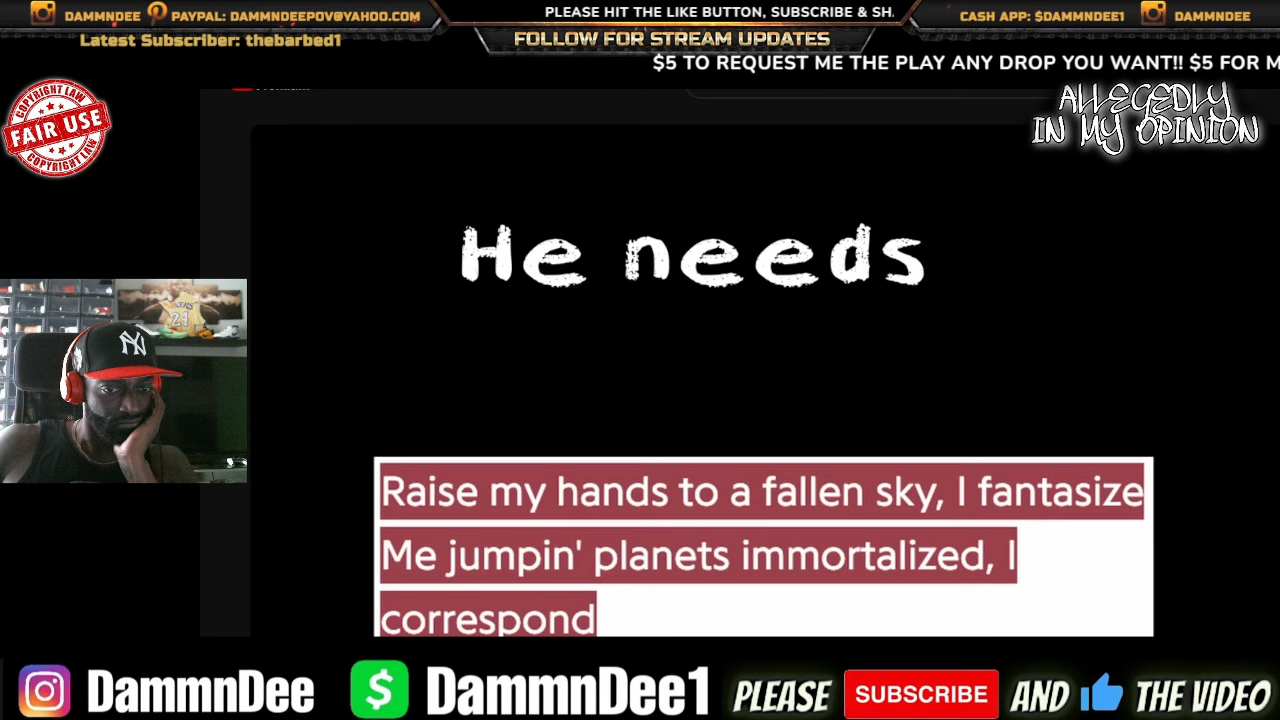 DAMMNDEE PAYPAL: DAMMNDEEPOV@YAHOO.COM
PLEASE HIT THE LIKE BUTTON, SUBSCRIBE & SH
CASH APP: $DAMMNDEE1 DAMMNDEE
Latest Subscriber: thebarbed1
FOLLOW FOR STREAM UPDATES
$5 TO REQUEST ME THE PLAY ANY DROP YOU WANT!! $5 FOR M
COPYRIGHT LAW
FAIR USE
COPYRIGHT LAW
ALLEGEDLY
IN MY OPINION
He needs
NY
24
Raise my hands to a fallen sky, I fantasize
Me jumpin' planets immortalized, I
correspond
DammnDee
$ DammnDee1
PLEASE SUBSCRIBE AND THE VIDEO